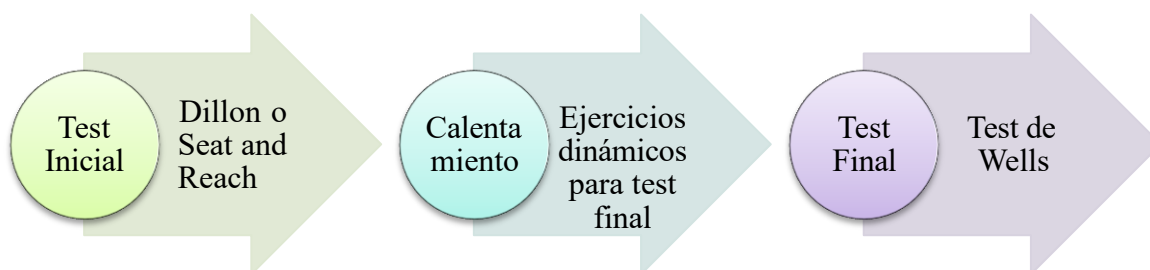 Test
Inicial
Dillon o
Seat and
Reach
Calenta
miento
Ejercicios
dinámicos
para test
final
Test
Final
Test de
Wells